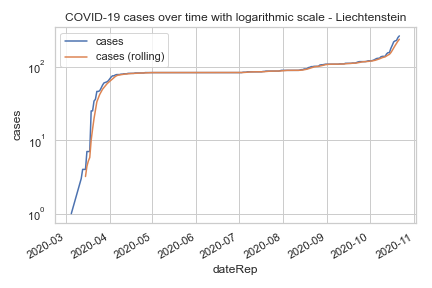 COVID-19 cases over time with logarithmic scale - Liechtenstein
cases
cases (rolling)
10²
10¹
10⁰
cases
2020-03
2020-04
2020-05
2020-06
2020-07
2020-08
2020-09
2020-10
2020-11
dateRep